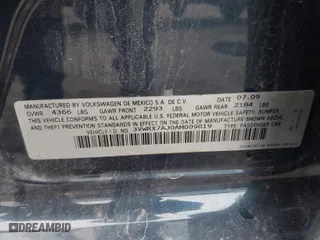 MFD BY VOLKSWAGEN DE MEXICO S.A. DE C.V. DATE 07.09
GVWR 4366 LBS GAWR FRONT 2293 LBS GAWR REAR 2184 LBS
THIS VEHICLE CONFORMS TO ALL APPLICABLE
U.S. FEDERAL MOTOR VEHICLE SAFETY, BUMPER,
AND THEFT PREVENTION STANDARDS IN EFFECT
ON THE DATE OF MANUFACTURE SHOWN ABOVE.
VEHICLE I.D. NO.: 3VWRX7AJ0AM009019 TYPE: PASSENGER CAR
DREAMBID